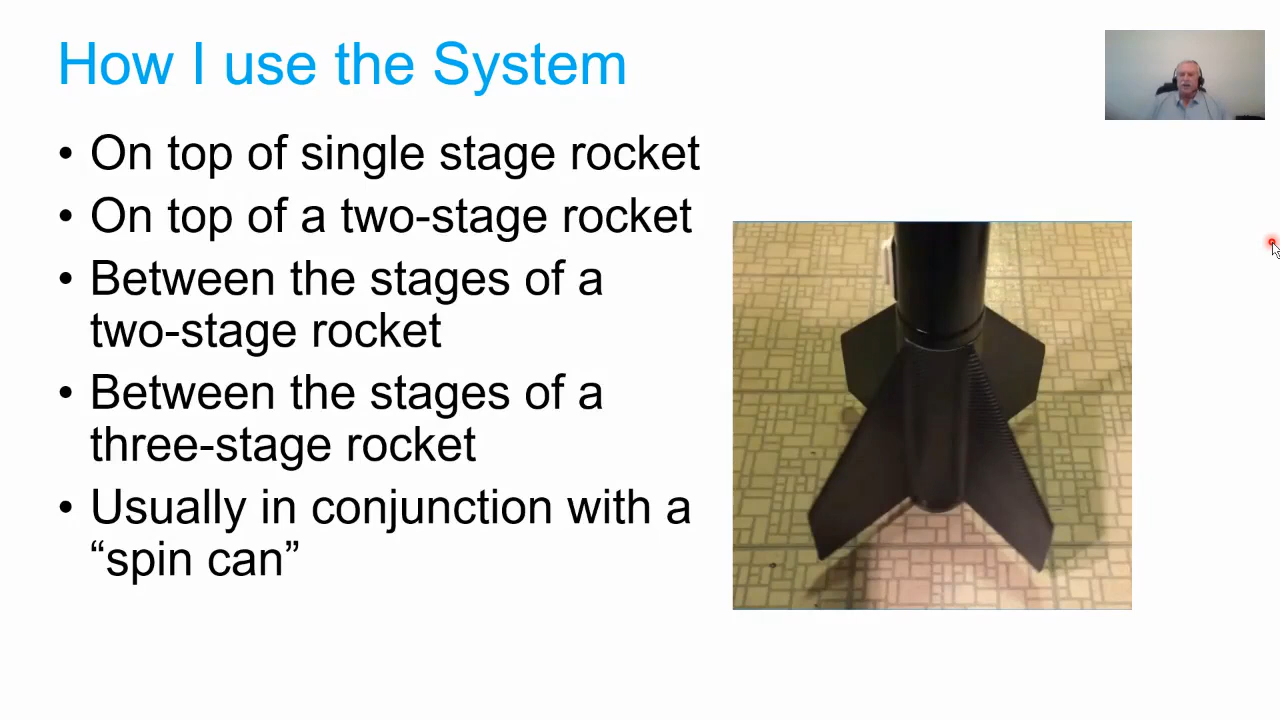 How I use the System
• On top of single stage rocket
• On top of a two-stage rocket
• Between the stages of a
two-stage rocket
• Between the stages of a
three-stage rocket
• Usually in conjunction with a
“spin can”